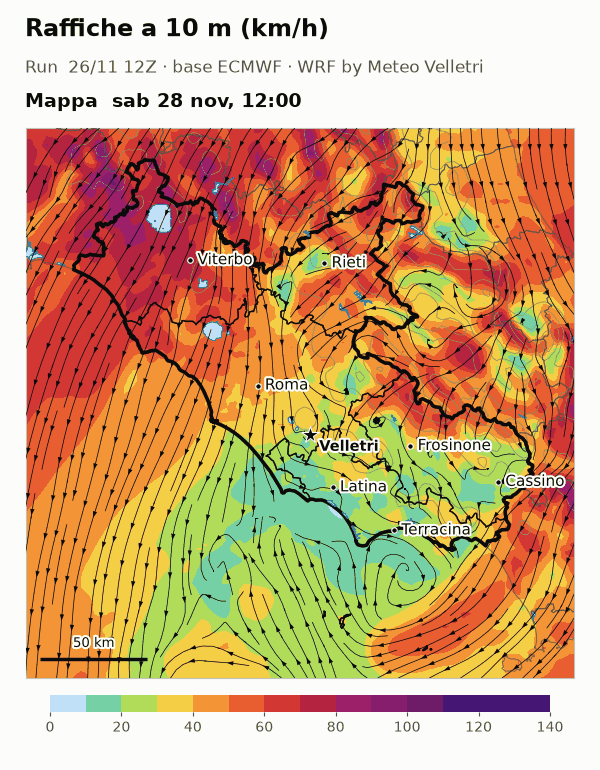 Raffiche a 10 m (km/h)
Run  26/11 12Z · base ECMWF · WRF by Meteo Velletri
Mappa  sab 28 nov, 12:00
Viterbo
Rieti
Roma
Velletri
Frosinone
Latina
Cassino
Terracina
50 km
0 20 40 60 80 100 120 140